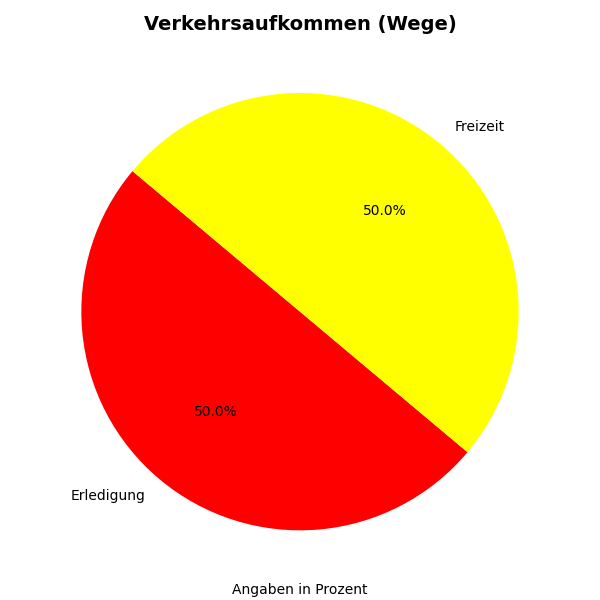 Verkehrsaufkommen (Wege)
Freizeit
50.0%
50.0%
Erledigung
Angaben in Prozent